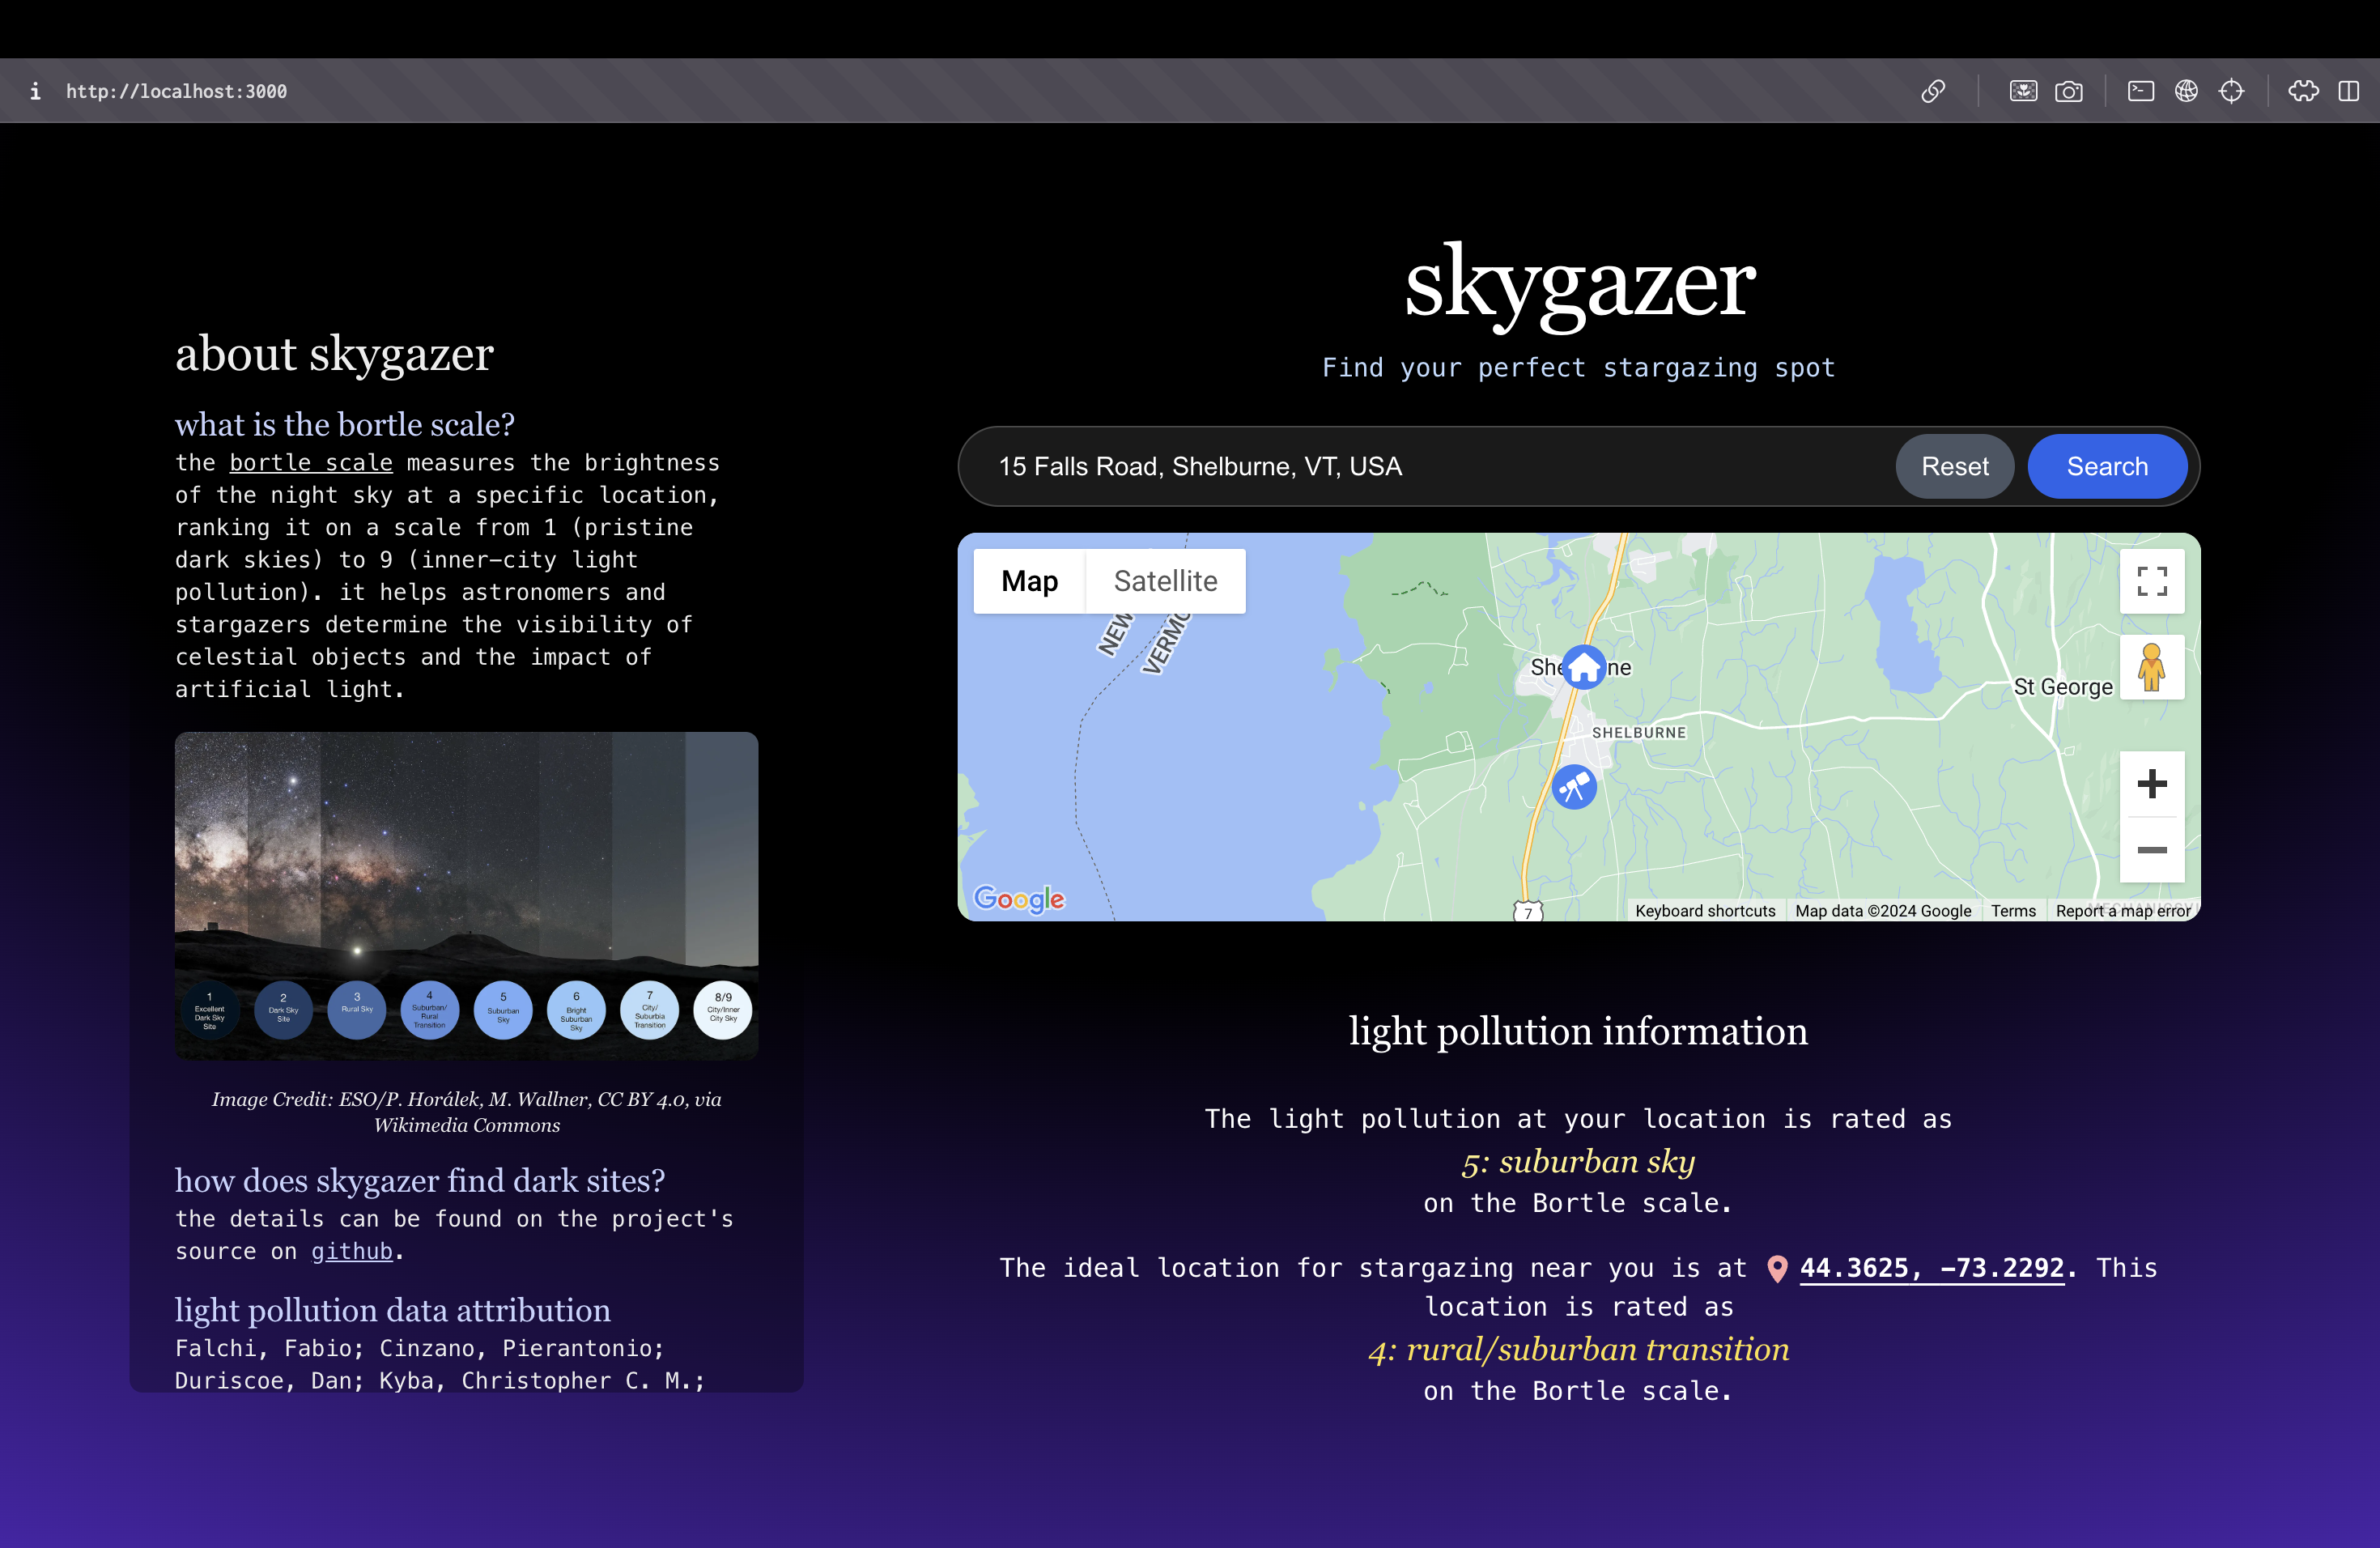 i http://localhost:3000
about skygazer
what is the bortle scale?
the bortle scale measures the brightness
of the night sky at a specific location,
ranking it on a scale from 1 (pristine
dark skies) to 9 (inner-city light
pollution). it helps astronomers and
stargazers determine the visibility of
celestial objects and the impact of
artificial light.
1
Excellent
Dark Sky
Site
2
Dark Sky
Site
3
Rural Sky
4
Suburban/
Rural
Transition
5
Suburban
Sky
6
Bright
Suburban
Sky
7
City/
Suburbia
Transition
8/9
City/Inner
City Sky
Image Credit: ESO/P. Horálek, M. Wallner, CC BY 4.0, via
Wikimedia Commons
how does skygazer find dark sites?
the details can be found on the project's
source on github.
light pollution data attribution
Falchi, Fabio; Cinzano, Pierantonio;
Duriscoe, Dan; Kyba, Christopher C. M.;
skygazer
Find your perfect stargazing spot
15 Falls Road, Shelburne, VT, USA
Reset
Search
Map
Satellite
NEW
VERMO
She ne
St George
SHELBURNE
7
Google
Keyboard shortcuts
Map data ©2024 Google
Terms
Report a map error
light pollution information
The light pollution at your location is rated as
5: suburban sky
on the Bortle scale.
The ideal location for stargazing near you is at 44.3625, -73.2292. This
location is rated as
4: rural/suburban transition
on the Bortle scale.